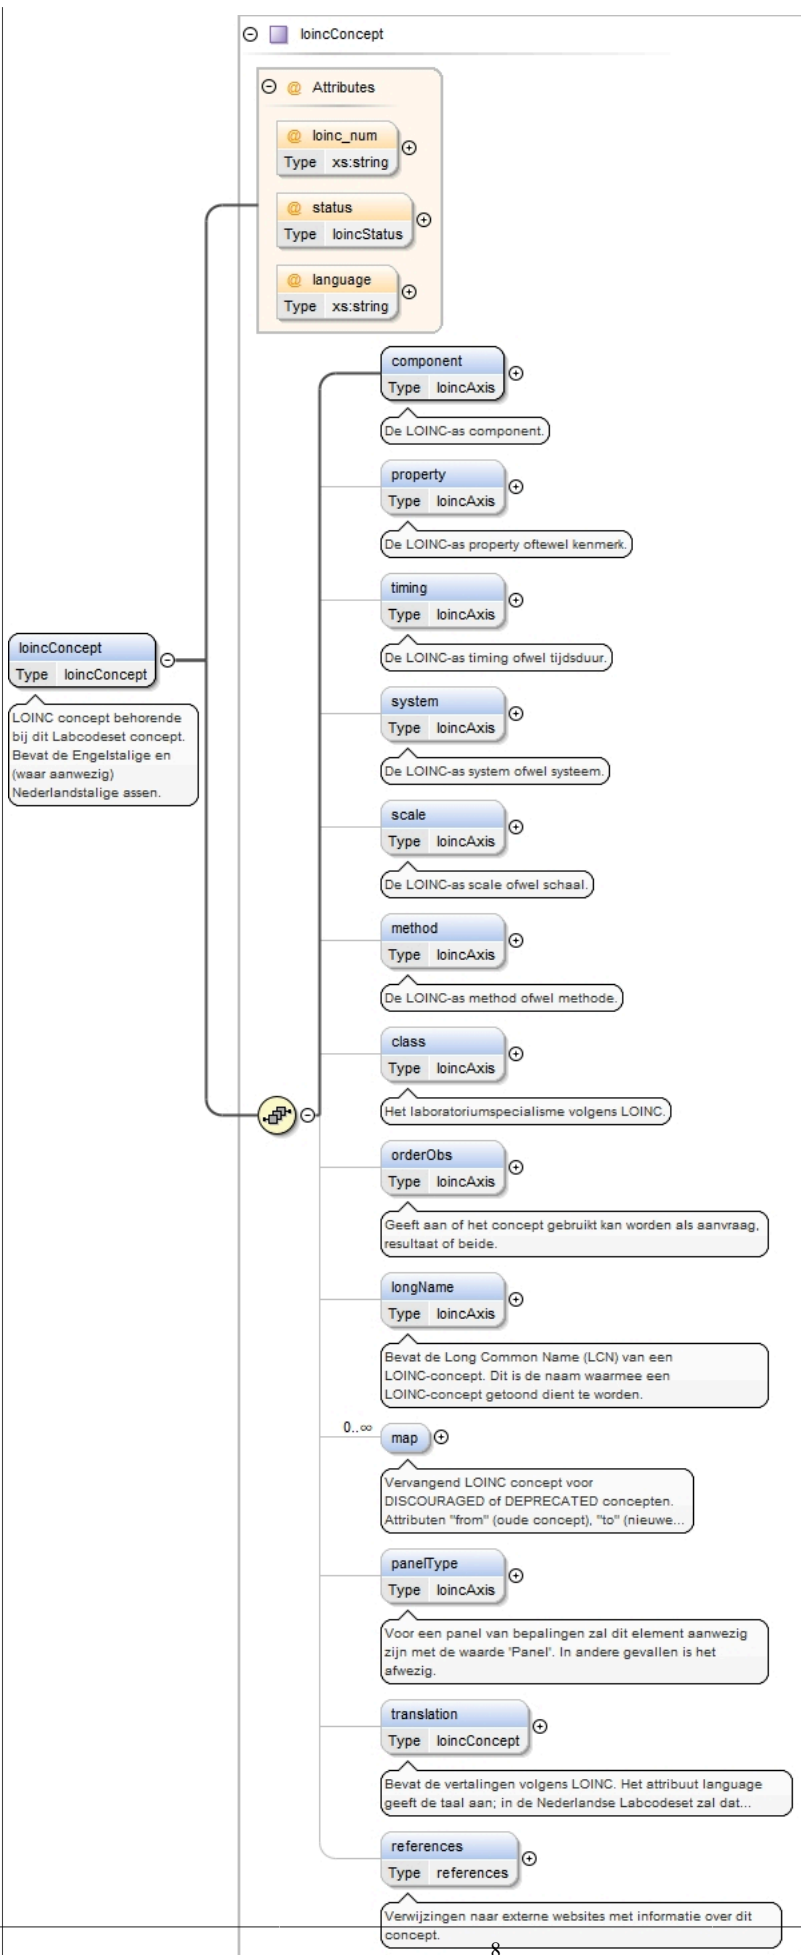 loincConcept
@ Attributes
@ loinc_num
Type xs:string
@ status
Type loincStatus
@ language
Type xs:string
component
Type loincAxis
De LOINC-as component.
property
Type loincAxis
De LOINC-as property oftewel kenmerk.
timing
Type loincAxis
De LOINC-as timing ofwel tijdsduur.
loincConcept
Type loincConcept
LOINC concept behorende
bij dit Labcodeset concept.
Bevat de Engelstalige en
(waar aanwezig)
Nederlandstalige assen.
system
Type loincAxis
De LOINC-as system ofwel systeem.
scale
Type loincAxis
De LOINC-as scale ofwel schaal.
method
Type loincAxis
De LOINC-as method ofwel methode.
class
Type loincAxis
Het laboratoriumspecialisme volgens LOINC.
orderObs
Type loincAxis
Geeft aan of het concept gebruikt kan worden als aanvraag,
resultaat of beide.
longName
Type loincAxis
Bevat de Long Common Name (LCN) van een
LOINC-concept. Dit is de naam waarmee een
LOINC-concept getoond dient te worden.
0..∞
map
Vervangend LOINC concept voor
DISCOURAGED of DEPRECATED concepten.
Attributen "from" (oude concept), "to" (nieuwe...
panelType
Type loincAxis
Voor een panel van bepalingen zal dit element aanwezig
zijn met de waarde 'Panel'. In andere gevallen is het
afwezig.
translation
Type loincConcept
Bevat de vertalingen volgens LOINC. Het attribuut language
geeft de taal aan; in de Nederlandse Labcodeset zal dat...
references
Type references
Verwijzingen naar externe websites met informatie over dit
concept.
8